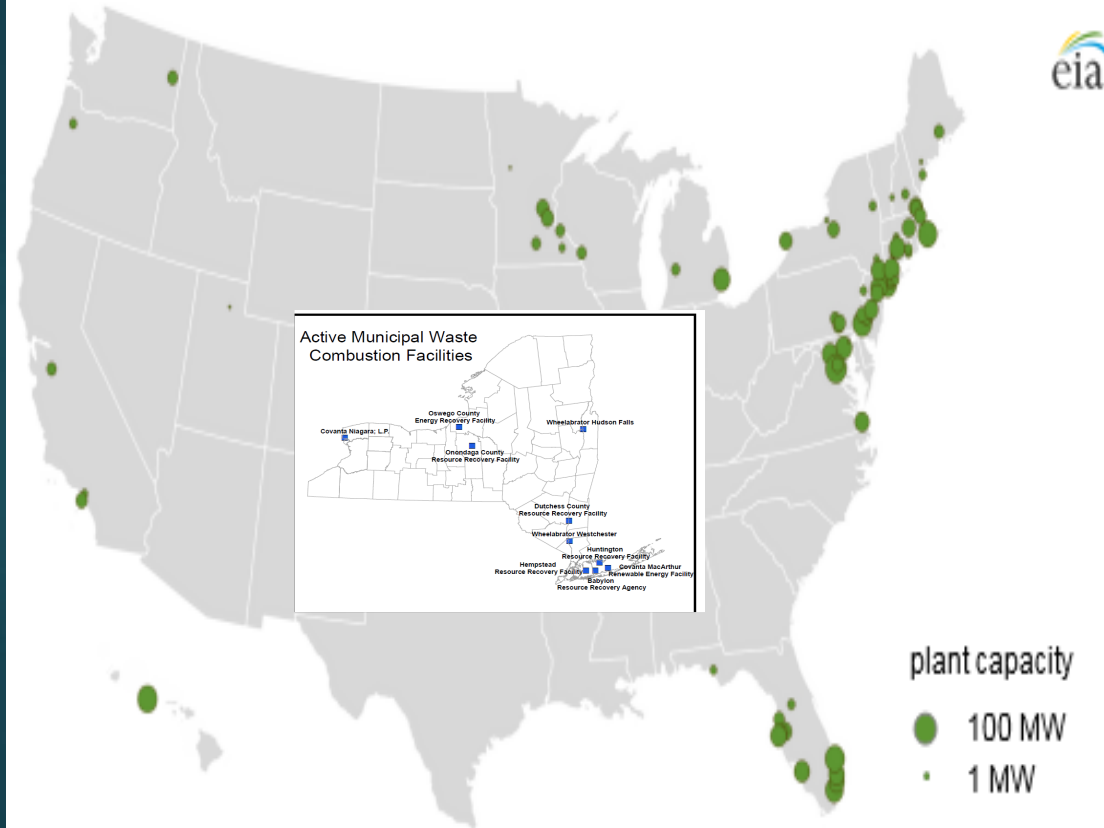 eia
Active Municipal Waste
Combustion Facilities
Oswego County
Energy Recovery Facility
Wheelabrator Hudson Falls
Covanta Niagara; L.P.
Onondaga County
Resource Recovery Facility
Dutchess County
Resource Recovery Facility
Wheelabrator Westchester
Huntington
Resource Recovery Facility
Hempstead
Resource Recovery Facility
Covanta MacArthur
Renewable Energy Facility
Babylon
Resource Recovery Agency
plant capacity
100 MW
1 MW